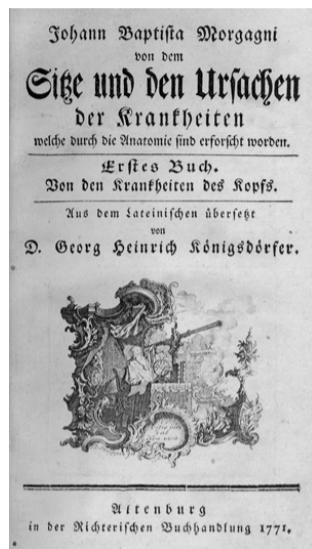 Johann Baptista Morgagni
von dem
Sitze und den Ursachen
der Krankheiten
welche durch die Anatomie sind erforscht worden.
Erstes Buch.
Von den Krankheiten des Kopfs.
Aus dem Lateinischen übersetzt
von
D. Georg Heinrich Königsdörfer.
Altenburg
in der Richterischen Buchhandlung 1771.